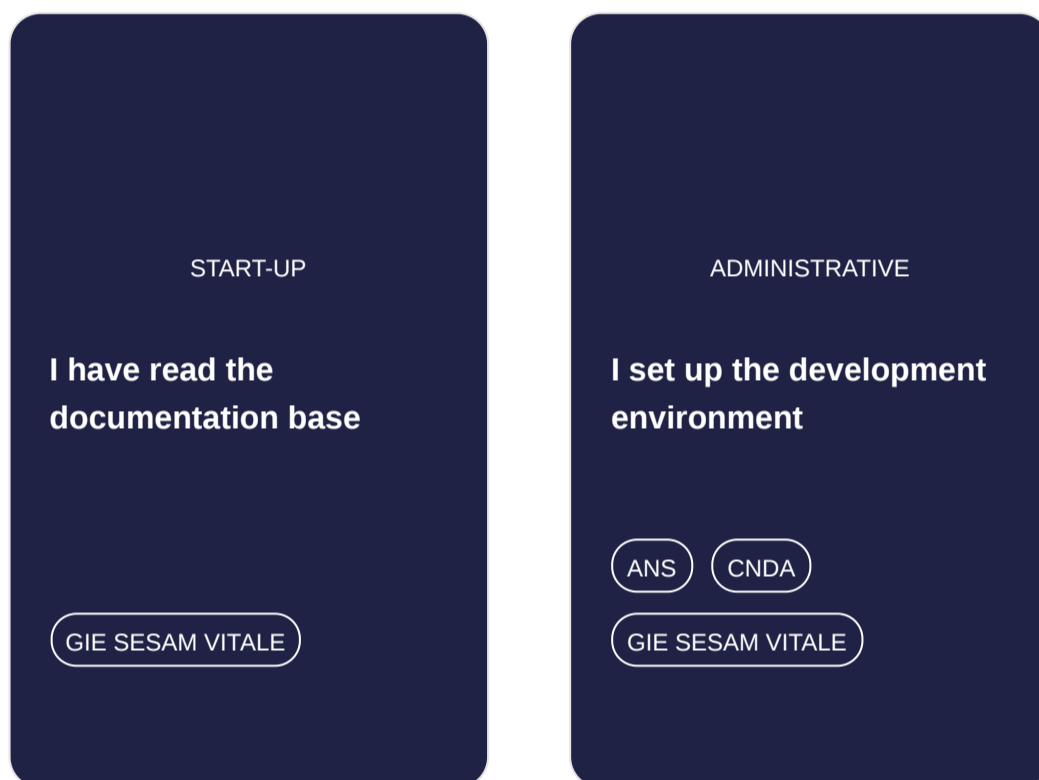 START-UP
I have read the
documentation base
GIE SESAM VITALE
ADMINISTRATIVE
I set up the development
environment
ANS CNDA
GIE SESAM VITALE